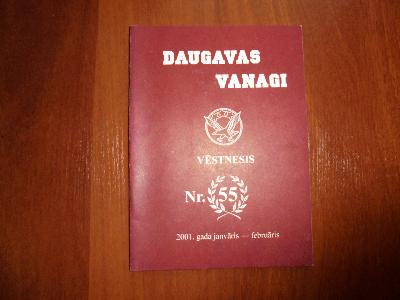 DAUGAVAS
VANAGI
VĒSTNESIS
Nr. 55
2001. gada janvāris — februāris